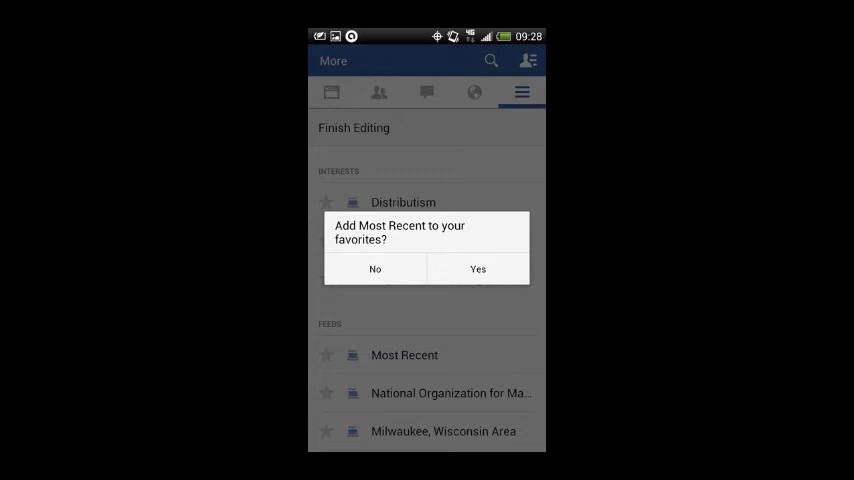 4G
09:28
More
Finish Editing
INTERESTS
Distributism
Add Most Recent to your
favorites?
No
Yes
FEEDS
Most Recent
National Organization for Ma...
Milwaukee, Wisconsin Area